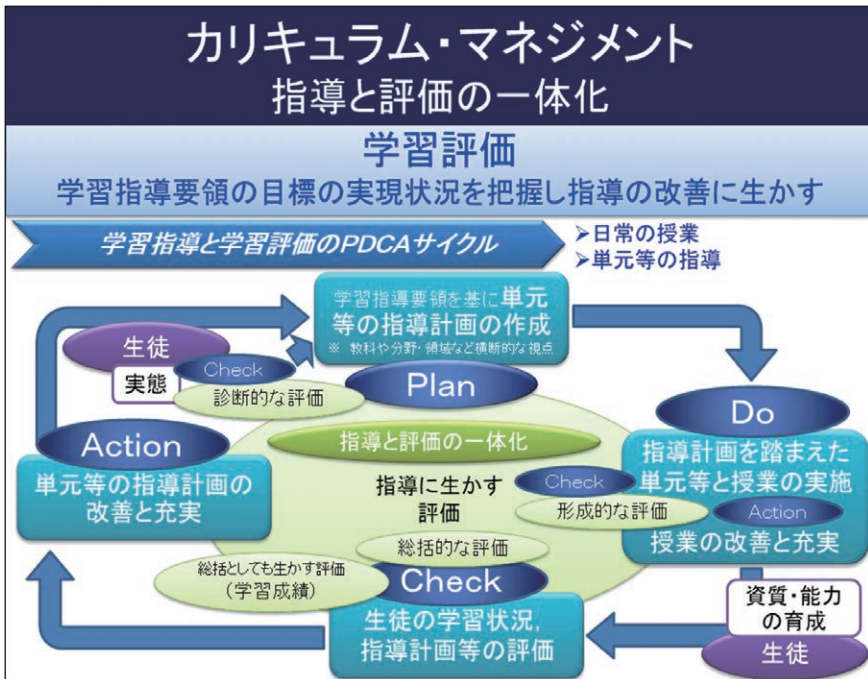 カリキュラム・マネジメント
指導と評価の一体化
学習評価
学習指導要領の目標の実現状況を把握し指導の改善に生かす
学習指導と学習評価のPDCAサイクル
➢日常の授業
➢単元等の指導
学習指導要領を基に単元
等の指導計画の作成
※ 教科や分野・領域など横断的な視点
Plan
生徒
実態
Check
診断的な評価
Do
指導計画を踏まえた
単元等と授業の実施
Check
形成的な評価
Action
授業の改善と充実
Action
単元等の指導計画の
改善と充実
指導と評価の一体化
指導に生かす
評価
総括的な評価
総括としても生かす評価
(学習成績)
Check
生徒の学習状況,
指導計画等の評価
資質・能力
の育成
生徒